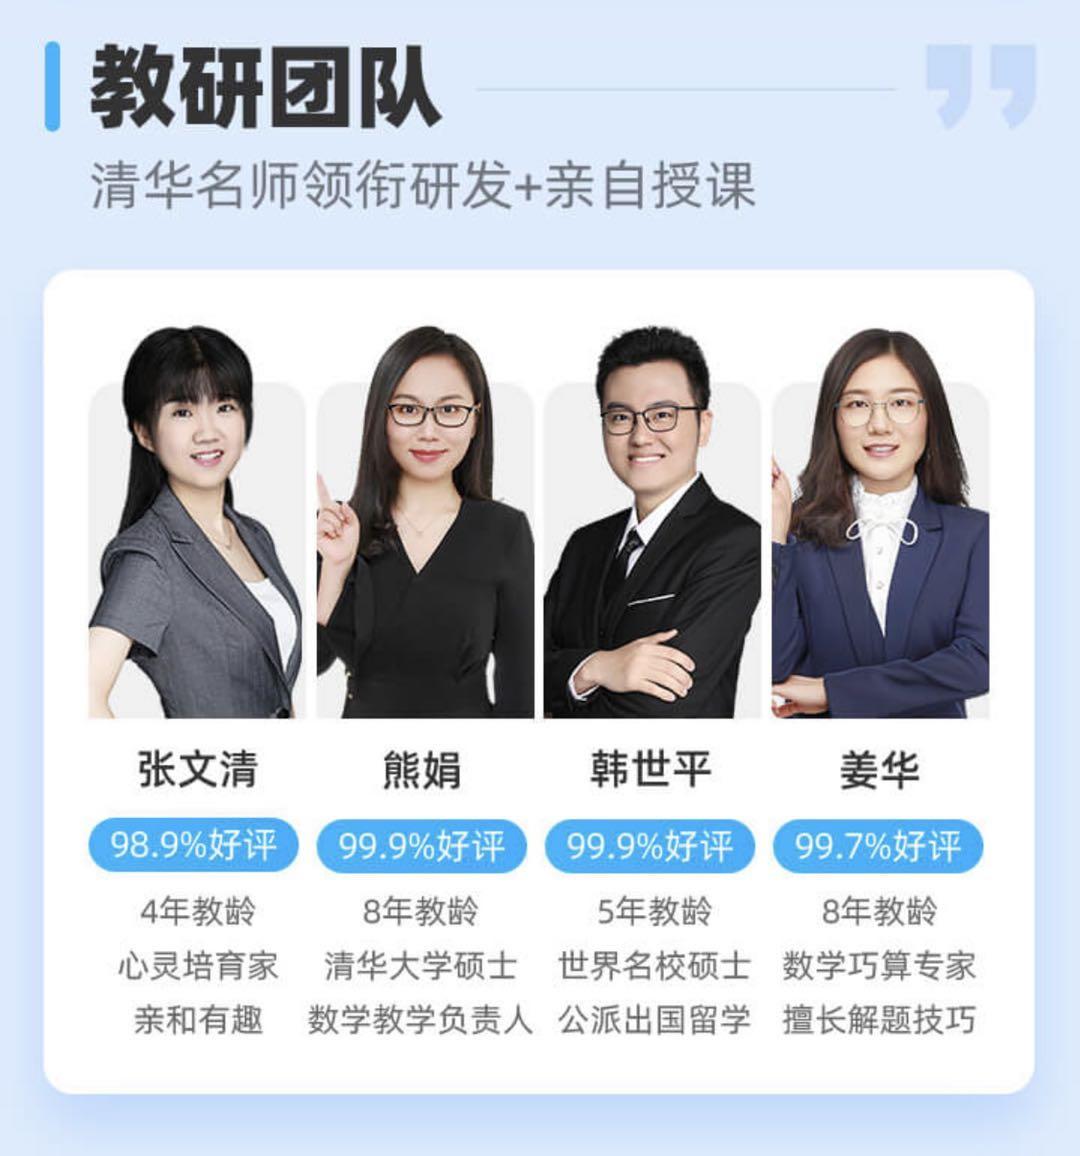 教研团队
清华名师领衔研发+亲自授课
张文清
熊娟
韩世平
姜华
98.9%好评
99.9%好评
99.9%好评
99.7%好评
4年教龄
8年教龄
5年教龄
8年教龄
心灵培育家
清华大学硕士
世界名校硕士
数学巧算专家
亲和有趣
数学教学负责人
公派出国留学
擅长解题技巧